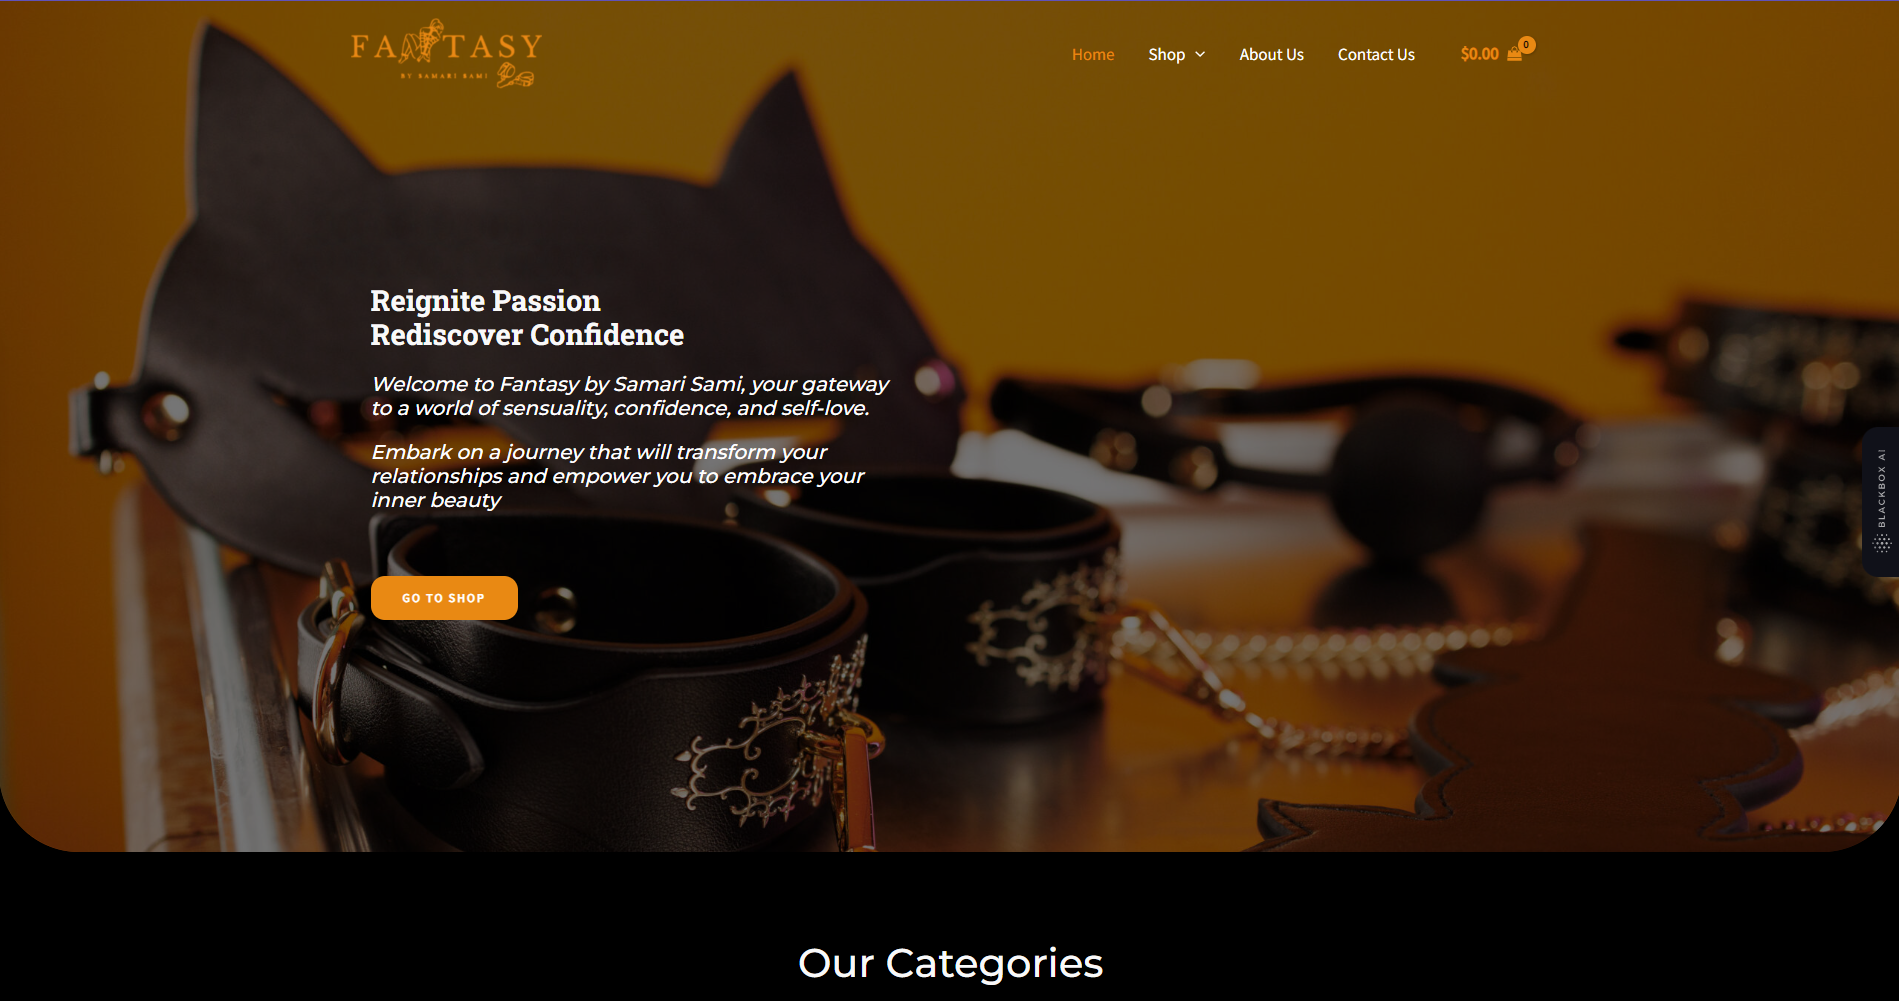 FANTASY
BY SAMARI SAMI
Home
Shop
About Us
Contact Us
$0.00
0
Reignite Passion
Rediscover Confidence
Welcome to Fantasy by Samari Sami, your gateway
to a world of sensuality, confidence, and self-love.
Embark on a journey that will transform your
relationships and empower you to embrace your
inner beauty
GO TO SHOP
BLACKBOX AI
Our Categories